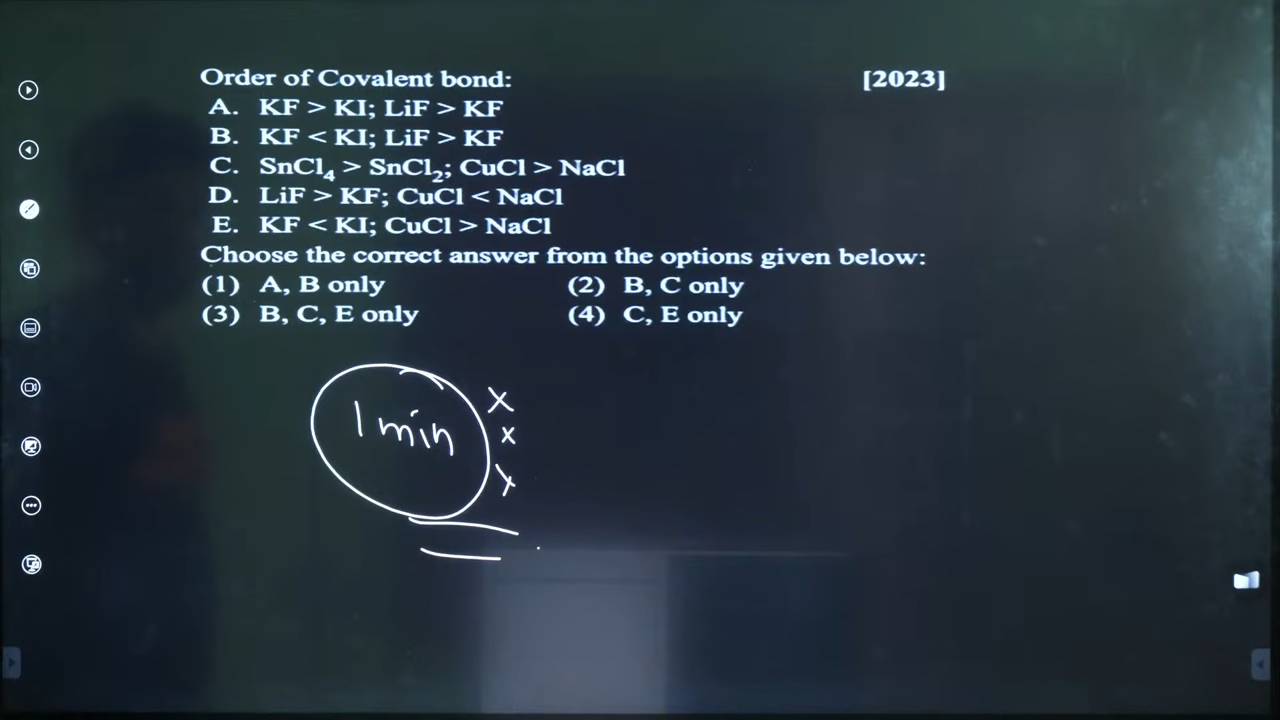 Order of Covalent bond: [2023]
A. KF > KI; LiF > KF
B. KF < KI; LiF > KF
C. SnCl₄ > SnCl₂; CuCl > NaCl
D. LiF > KF; CuCl < NaCl
E. KF < KI; CuCl > NaCl
Choose the correct answer from the options given below:
(1) A, B only (2) B, C only
(3) B, C, E only (4) C, E only
1 min
x
x
x